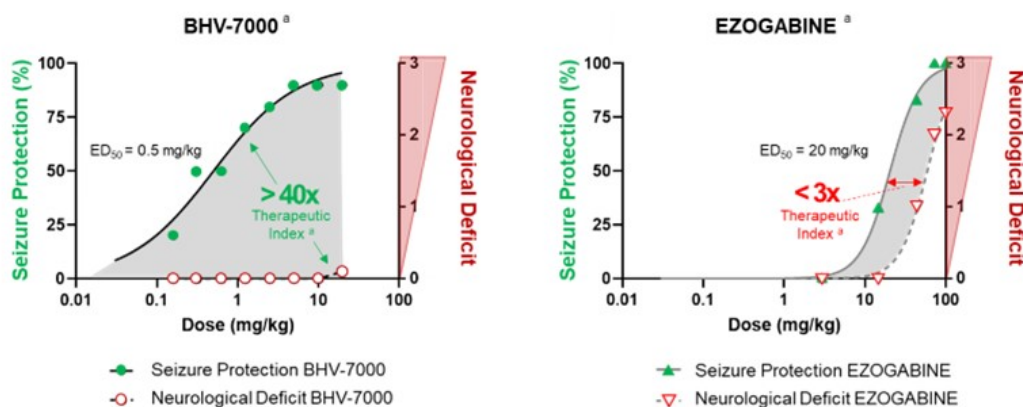 BHV-7000 a
Seizure Protection (%)
100
75
50
25
0
ED50 = 0.5 mg/kg
> 40x
Therapeutic
Index a
3
2
1
0
Neurological Deficit
0.01 0.1 1 10 100
Dose (mg/kg)
Seizure Protection BHV-7000
Neurological Deficit BHV-7000
EZOGABINE a
Seizure Protection (%)
100
75
50
25
0
ED50 = 20 mg/kg
< 3x
Therapeutic
Index a
3
2
1
0
Neurological Deficit
0.01 0.1 1 10 100
Dose (mg/kg)
Seizure Protection EZOGABINE
Neurological Deficit EZOGABINE